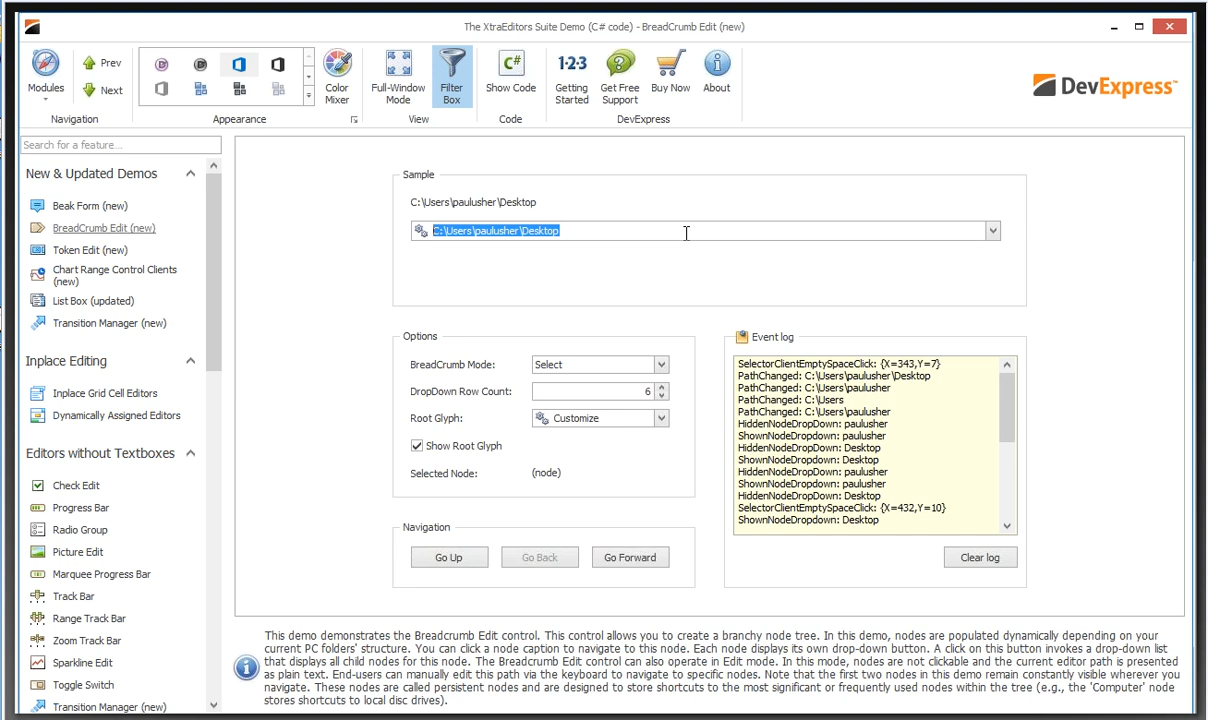 The XtraEditors Suite Demo (C# code) - BreadCrumb Edit (new)
Modules
Prev
Next
Color Mixer
Full-Window Mode
Filter Box
C#
Show Code
1·2·3
Getting Started
Get Free Support
Buy Now
About
DevExpress™
Navigation
Appearance
View
Code
DevExpress
Search for a feature...
New & Updated Demos
Beak Form (new)
BreadCrumb Edit (new)
Token Edit (new)
Chart Range Control Clients
(new)
List Box (updated)
Transition Manager (new)
Inplace Editing
Inplace Grid Cell Editors
Dynamically Assigned Editors
Editors without Textboxes
Check Edit
Progress Bar
Radio Group
Picture Edit
Marquee Progress Bar
Track Bar
Range Track Bar
Zoom Track Bar
Sparkline Edit
Toggle Switch
Transition Manager (new)
Sample
C:\Users\paulusher\Desktop
C:\Users\paulusher\Desktop
Options
BreadCrumb Mode: Select
DropDown Row Count: 6
Root Glyph: Customize
Show Root Glyph
Selected Node: (node)
Navigation
Go Up
Go Back
Go Forward
Event log
SelectorClientEmptySpaceClick: {X=343,Y=7}
PathChanged: C:\Users\paulusher\Desktop
PathChanged: C:\Users\paulusher
PathChanged: C:\Users
PathChanged: C:\Users\paulusher
HiddenNodeDropDown: paulusher
ShownNodeDropdown: paulusher
HiddenNodeDropDown: Desktop
ShownNodeDropdown: Desktop
HiddenNodeDropDown: paulusher
ShownNodeDropdown: paulusher
HiddenNodeDropDown: Desktop
SelectorClientEmptySpaceClick: {X=432,Y=10}
ShownNodeDropdown: Desktop
Clear log
This demo demonstrates the Breadcrumb Edit control. This control allows you to create a branchy node tree. In this demo, nodes are populated dynamically depending on your
current PC folders' structure. You can click a node caption to navigate to this node. Each node displays its own drop-down button. A click on this button invokes a drop-down list
that displays all child nodes for this node. The Breadcrumb Edit control can also operate in Edit mode. In this mode, nodes are not clickable and the current editor path is presented
as plain text. End-users can manually edit this path via the keyboard to navigate to specific nodes. Note that the first two nodes in this demo remain constantly visible wherever you
navigate. These nodes are called persistent nodes and are designed to store shortcuts to the most significant or frequently used nodes within the tree (e.g., the 'Computer' node
stores shortcuts to local disc drives).